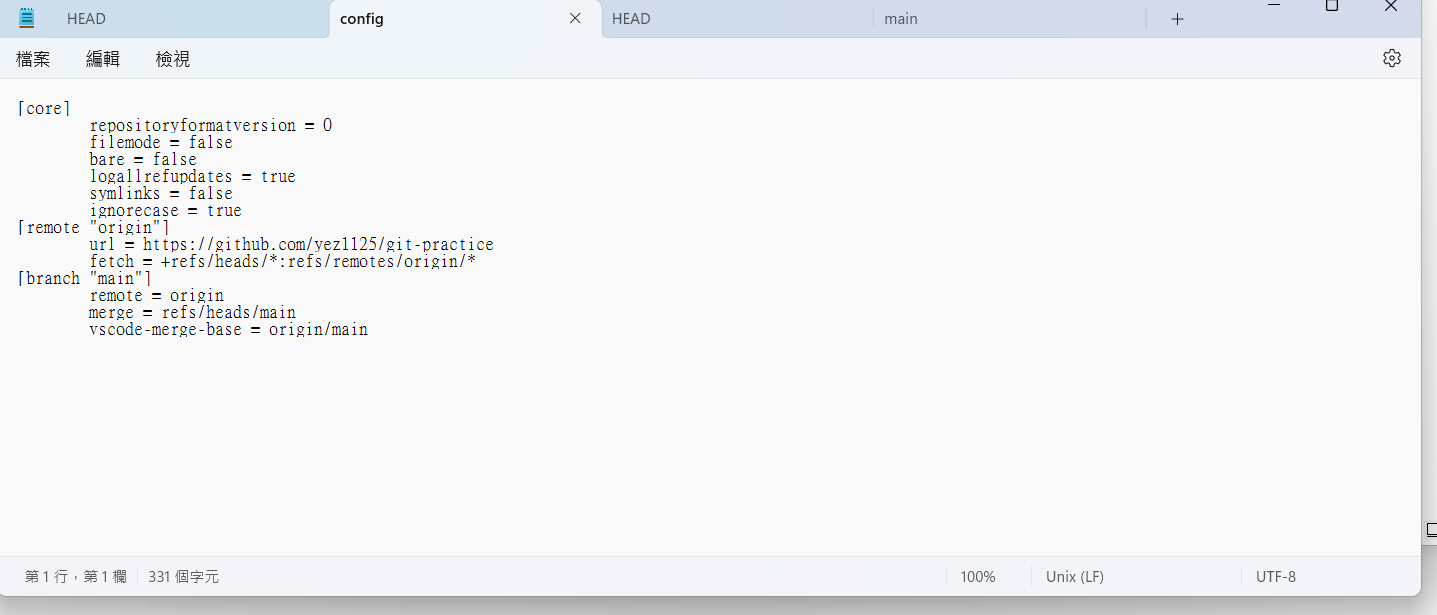 HEAD
config
HEAD
main
檔案
編輯
檢視
[core]
repositoryformatversion = 0
filemode = false
bare = false
logallrefupdates = true
symlinks = false
ignorecase = true
[remote "origin"]
url = https://github.com/yez1125/git-practice
fetch = +refs/heads/*:refs/remotes/origin/*
[branch "main"]
remote = origin
merge = refs/heads/main
vscode-merge-base = origin/main
第 1 行，第 1 欄
331 個字元
100%
Unix (LF)
UTF-8